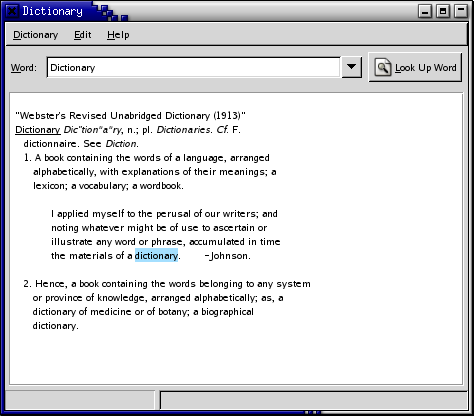 Dictionary
Dictionary Edit Help
Word: Dictionary Look Up Word
"Webster's Revised Unabridged Dictionary (1913)"
Dictionary Dic"tion*a*ry, n.; pl. Dictionaries. Cf. F.
dictionnaire. See Diction.
1. A book containing the words of a language, arranged
alphabetically, with explanations of their meanings; a
lexicon; a vocabulary; a wordbook.
I applied myself to the perusal of our writers; and
noting whatever might be of use to ascertain or
illustrate any word or phrase, accumulated in time
the materials of a dictionary. --Johnson.
2. Hence, a book containing the words belonging to any system
or province of knowledge, arranged alphabetically; as, a
dictionary of medicine or of botany; a biographical
dictionary.